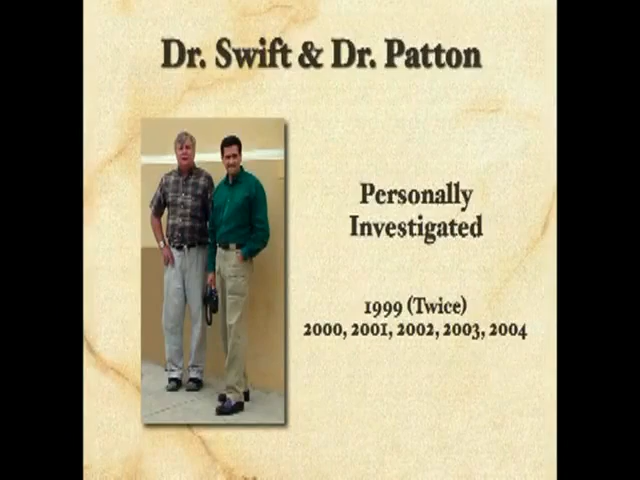 Dr. Swift & Dr. Patton
Personally
Investigated
1999 (Twice)
2000, 2001, 2002, 2003, 2004